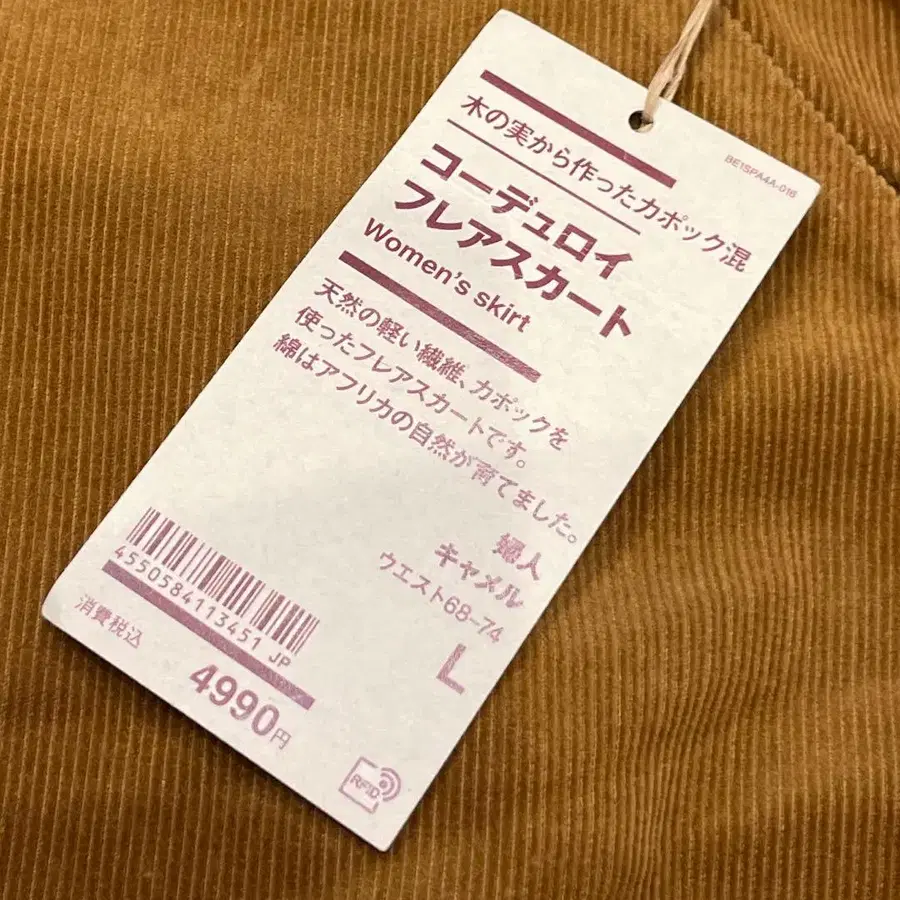 BE1SPA4A-016
木の実から作ったカポック混
コーデュロイ
フレアスカート
Women's skirt
天然の軽い繊維、カポックを
使ったフレアスカートです。
綿はアフリカの自然が育てました。
婦人
キャメル
ウエスト68-74
L
4550584113451 JP
消費税込
4990円
RFID